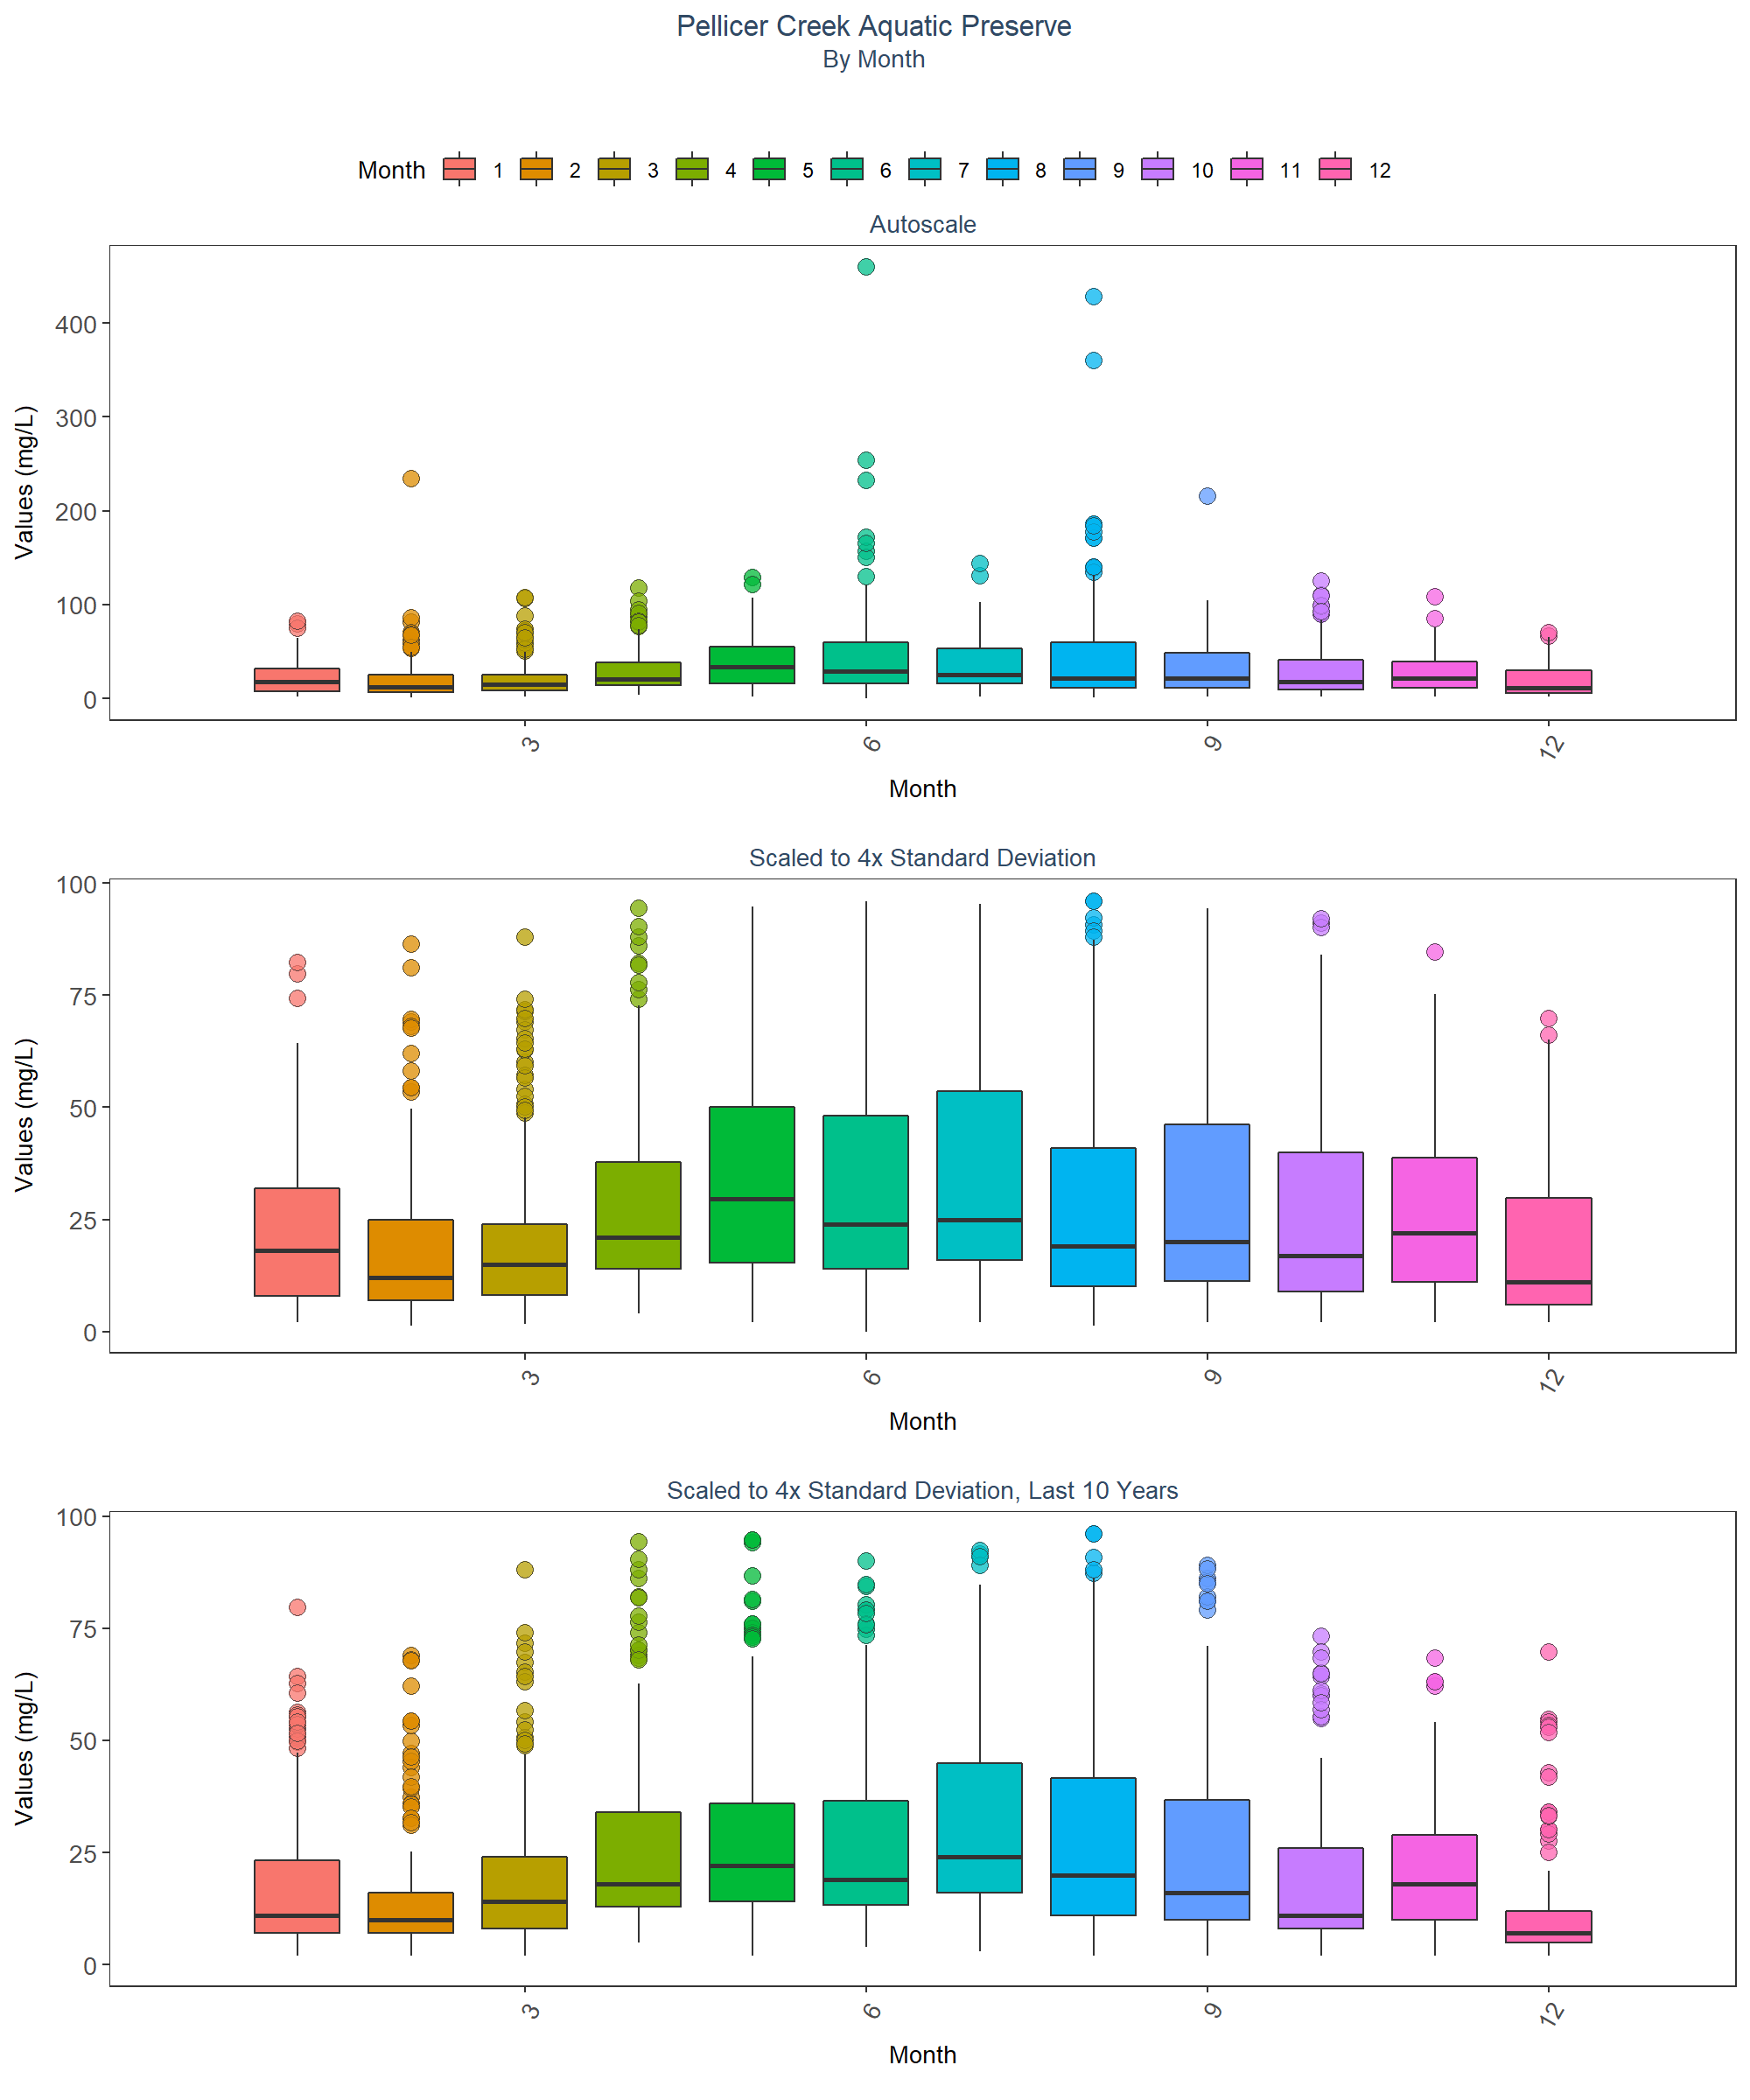 Pellicer Creek Aquatic Preserve
By Month
Month 1 2 3 4 5 6 7 8 9 10 11 12
Autoscale
Values (mg/L)
400
300
200
100
0
3 6 9 12
Month
Scaled to 4x Standard Deviation
Values (mg/L)
100
75
50
25
0
3 6 9 12
Month
Scaled to 4x Standard Deviation, Last 10 Years
Values (mg/L)
100
75
50
25
0
3 6 9 12
Month